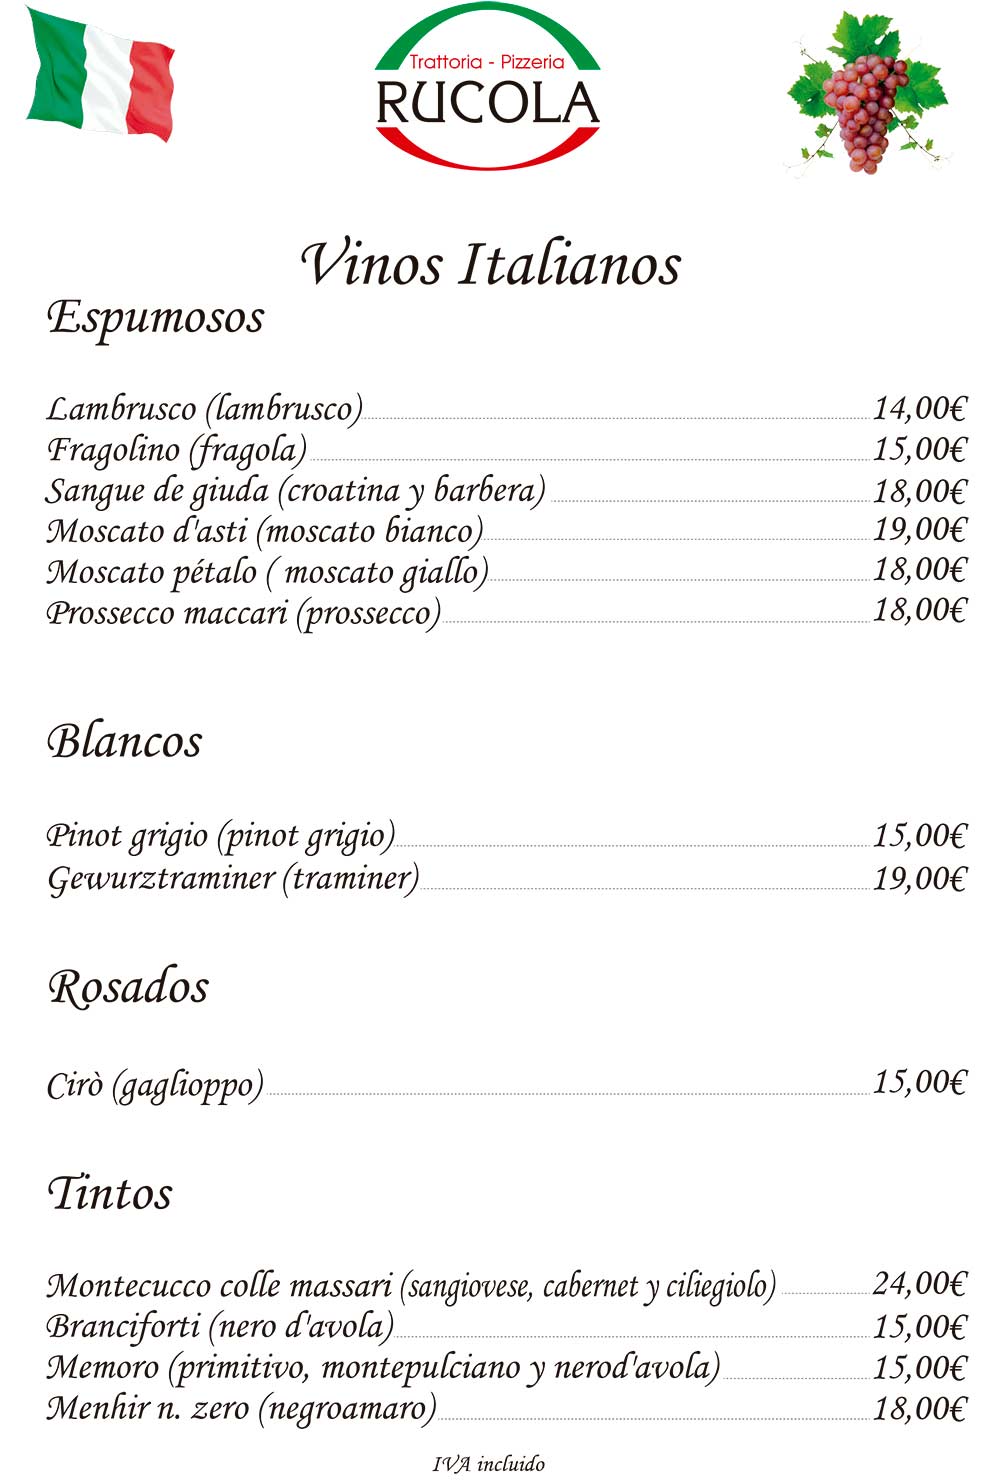 Trattoria - Pizzeria
RUCOLA
Vinos Italianos
Espumosos
Lambrusco (lambrusco) 14,00€
Fragolino (fragola) 15,00€
Sangue de giuda (croatina y barbera) 18,00€
Moscato d'asti (moscato bianco) 19,00€
Moscato pétalo ( moscato giallo) 18,00€
Prossecco maccari (prossecco) 18,00€
Blancos
Pinot grigio (pinot grigio) 15,00€
Gewurztraminer (traminer) 19,00€
Rosados
Cirò (gaglioppo) 15,00€
Tintos
Montecucco colle massari (sangiovese, cabernet y ciliegiolo) 24,00€
Branciforti (nero d'avola) 15,00€
Memoro (primitivo, montepulciano y nerod'avola) 15,00€
Menhir n. zero (negroamaro) 18,00€
IVA incluido